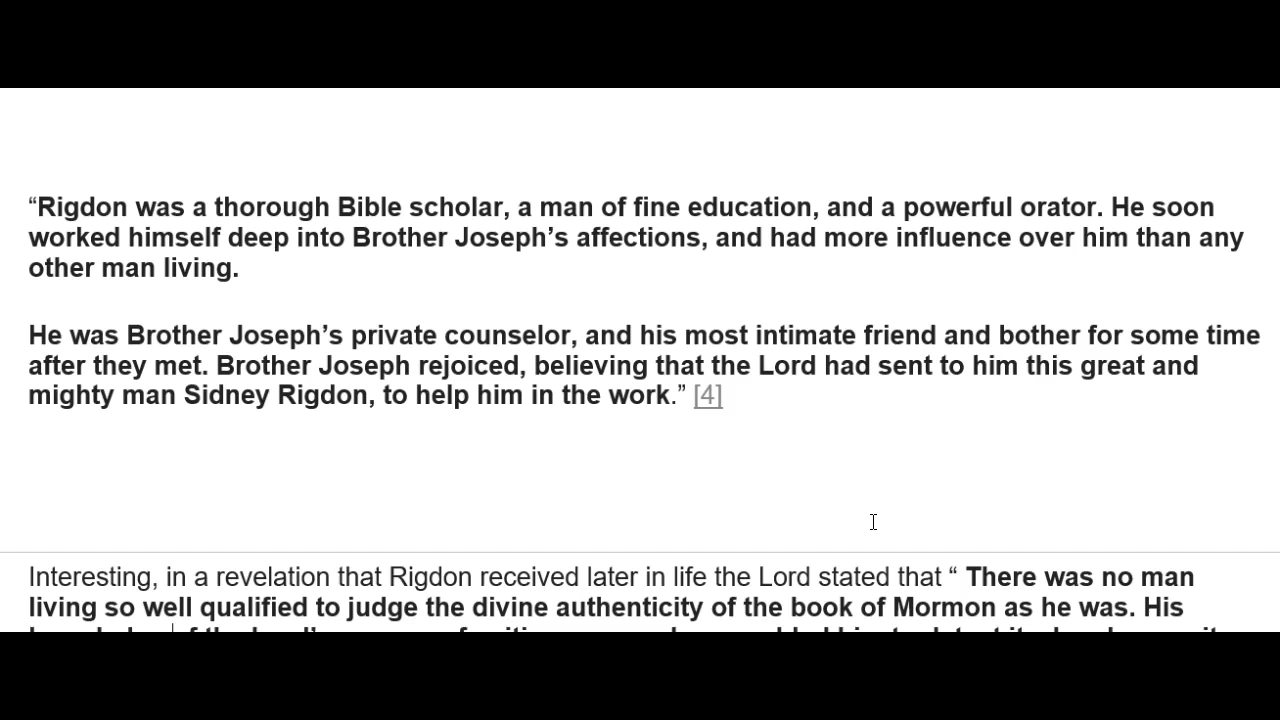 “Rigdon was a thorough Bible scholar, a man of fine education, and a powerful orator. He soon
worked himself deep into Brother Joseph’s affections, and had more influence over him than any
other man living.
He was Brother Joseph’s private counselor, and his most intimate friend and bother for some time
after they met. Brother Joseph rejoiced, believing that the Lord had sent to him this great and
mighty man Sidney Rigdon, to help him in the work.” [4]
Interesting, in a revelation that Rigdon received later in life the Lord stated that “ There was no man
living so well qualified to judge the divine authenticity of the book of Mormon as he was. His